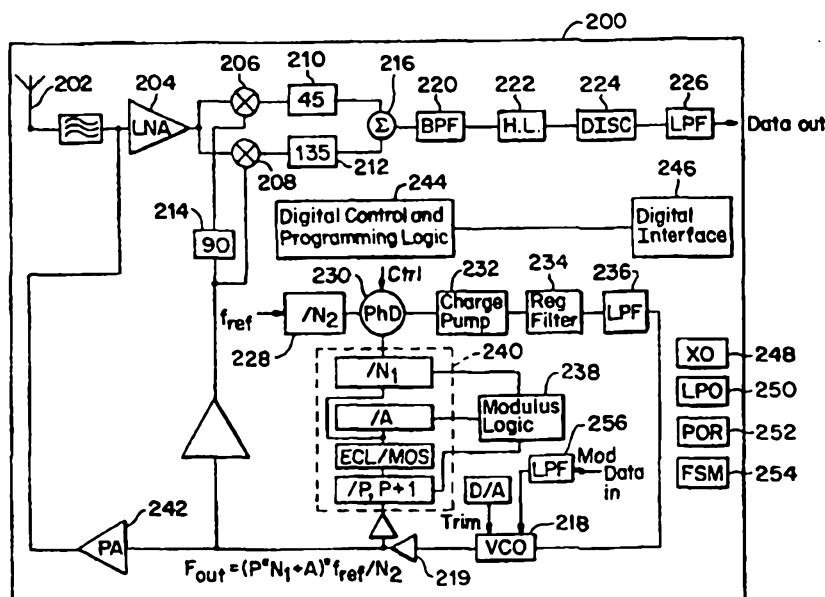 200
202
204
LNA
206
210
45
216
Σ
220
BPF
222
H.L.
224
DISC
226
LPF
Data out
208
135
212
214
90
244
Digital Control and
Programming Logic
246
Digital
Interface
fref
/N2
228
230
Ctrl
PhD
232
Charge
Pump
234
Reg
Filter
236
LPF
240
/N1
/A
ECL/MOS
/P, P+1
238
Modulus
Logic
256
LPF
Mod
Data
in
D/A
Trim
VCO
218
219
242
PA
Fout=(P*N1+A)*fref/N2
XO
248
LPO
250
POR
252
FSM
254